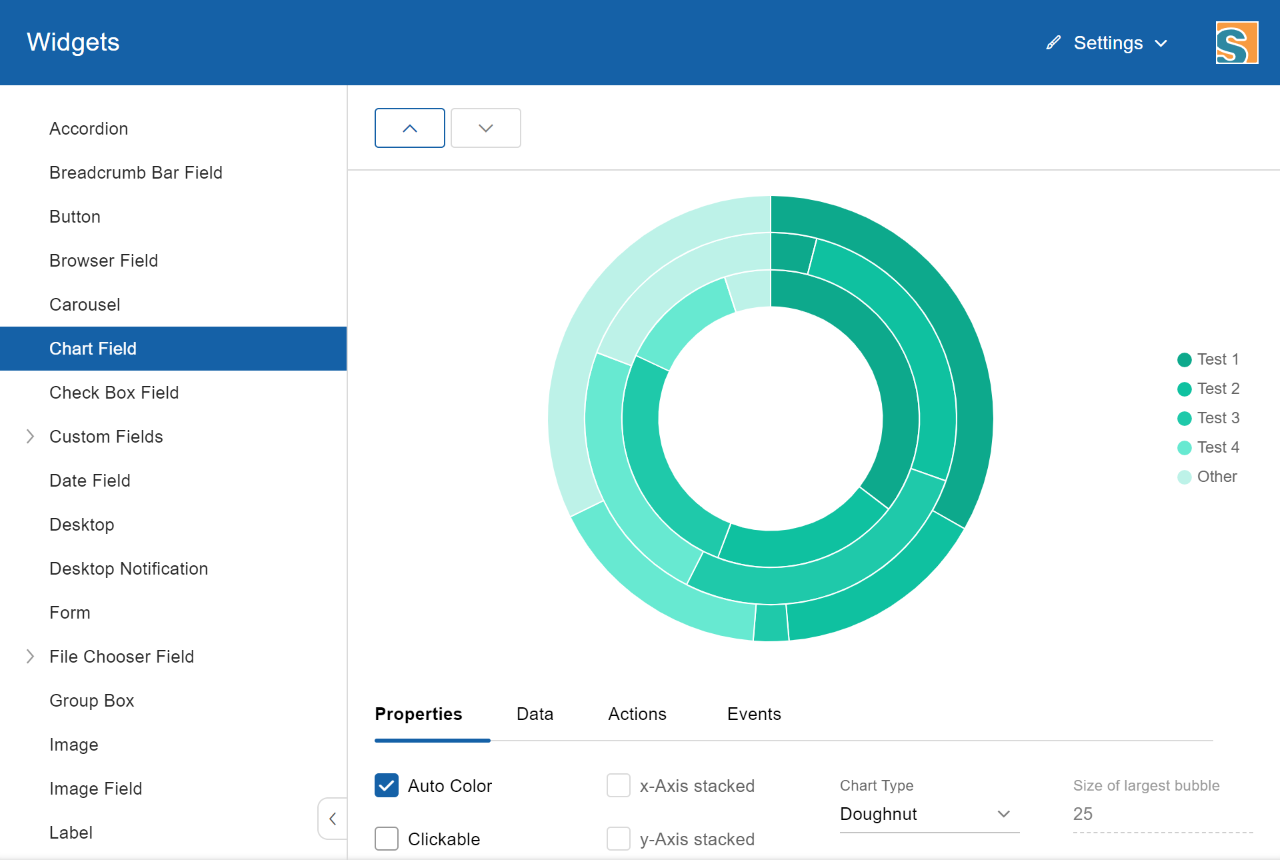 Widgets
Settings
Accordion
Breadcrumb Bar Field
Button
Browser Field
Carousel
Chart Field
Check Box Field
Custom Fields
Date Field
Desktop
Desktop Notification
Form
File Chooser Field
Group Box
Image
Image Field
Label
Test 1
Test 2
Test 3
Test 4
Other
Properties Data Actions Events
Auto Color
Clickable
x-Axis stacked
y-Axis stacked
Chart Type
Doughnut
Size of largest bubble
25